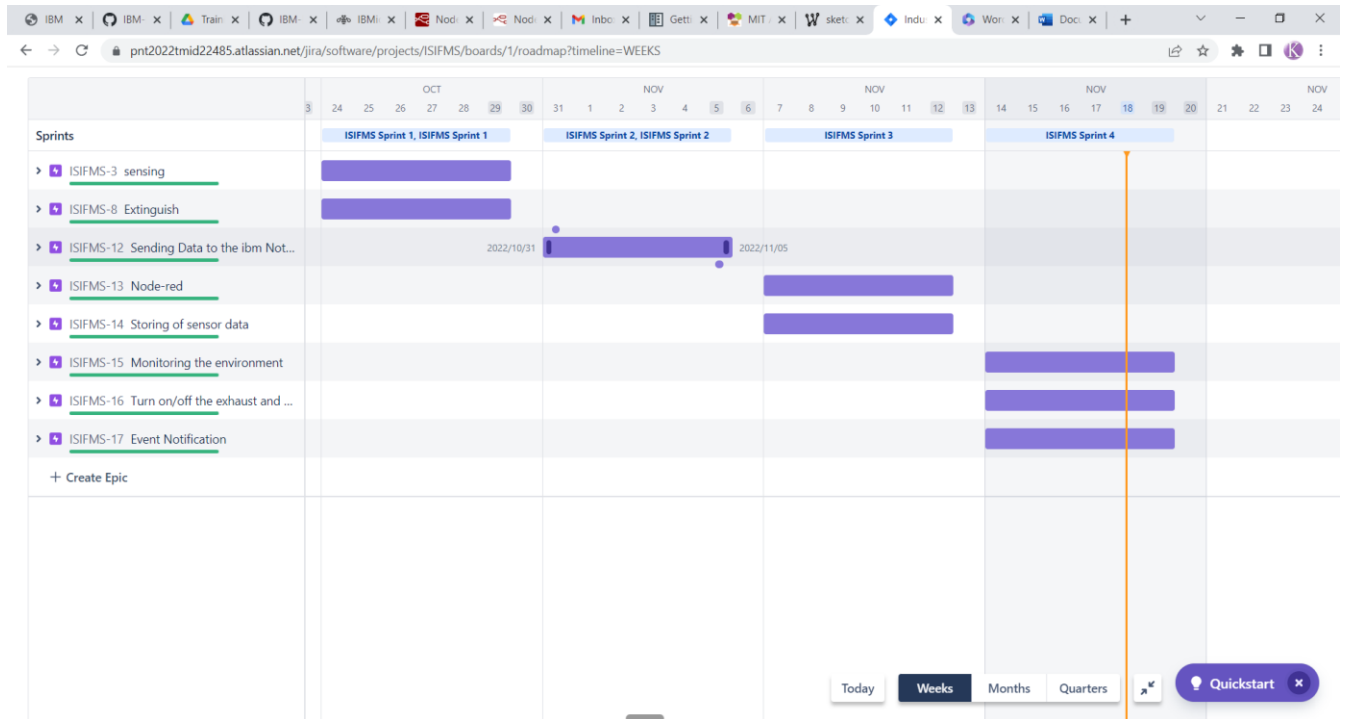 IBM IBM- Train IBM- IBMi Node Node Inbo Getti MIT A sketc Indus Work Docu
pnt2022tmid22485.atlassian.net/jira/software/projects/ISIFMS/boards/1/roadmap?timeline=WEEKS K
OCT NOV NOV NOV NOV
3 24 25 26 27 28 29 30 31 1 2 3 4 5 6 7 8 9 10 11 12 13 14 15 16 17 18 19 20 21 22 23 24
Sprints ISIFMS Sprint 1, ISIFMS Sprint 1 ISIFMS Sprint 2, ISIFMS Sprint 2 ISIFMS Sprint 3 ISIFMS Sprint 4
ISIFMS-3 sensing
ISIFMS-8 Extinguish
ISIFMS-12 Sending Data to the ibm Not... 2022/10/31 2022/11/05
ISIFMS-13 Node-red
ISIFMS-14 Storing of sensor data
ISIFMS-15 Monitoring the environment
ISIFMS-16 Turn on/off the exhaust and ...
ISIFMS-17 Event Notification
+ Create Epic
Today Weeks Months Quarters Quickstart